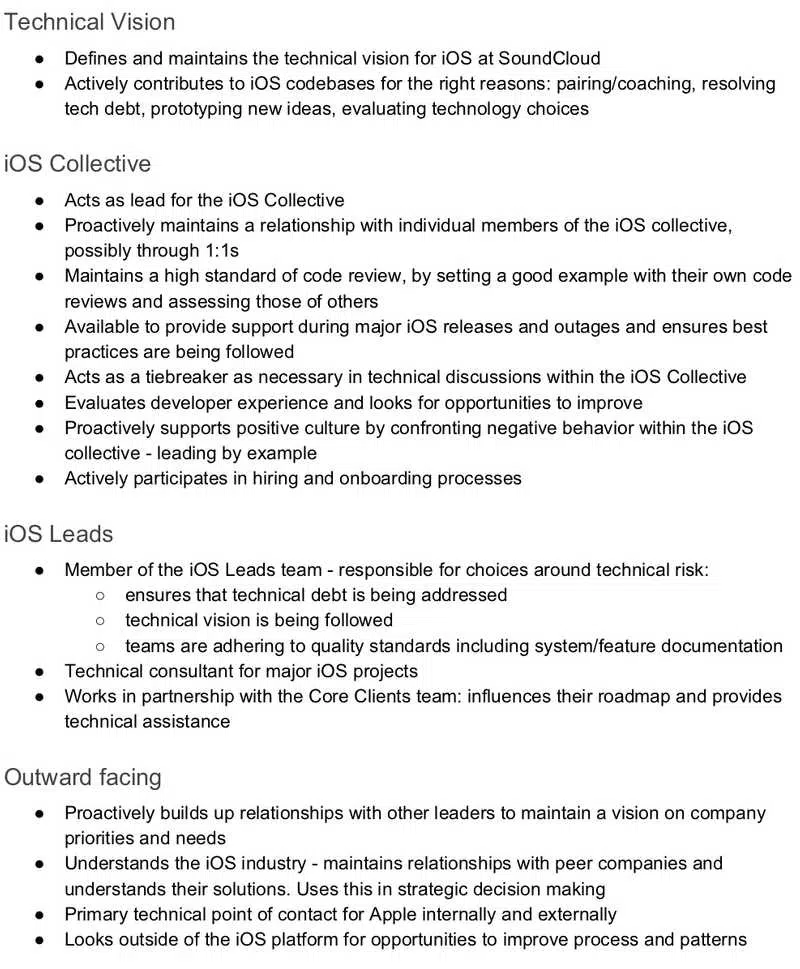 Technical Vision
● Defines and maintains the technical vision for iOS at SoundCloud
● Actively contributes to iOS codebases for the right reasons: pairing/coaching, resolving
tech debt, prototyping new ideas, evaluating technology choices
iOS Collective
● Acts as lead for the iOS Collective
● Proactively maintains a relationship with individual members of the iOS collective,
possibly through 1:1s
● Maintains a high standard of code review, by setting a good example with their own code
reviews and assessing those of others
● Available to provide support during major iOS releases and outages and ensures best
practices are being followed
● Acts as a tiebreaker as necessary in technical discussions within the iOS Collective
● Evaluates developer experience and looks for opportunities to improve
● Proactively supports positive culture by confronting negative behavior within the iOS
collective - leading by example
● Actively participates in hiring and onboarding processes
iOS Leads
● Member of the iOS Leads team - responsible for choices around technical risk:
○ ensures that technical debt is being addressed
○ technical vision is being followed
○ teams are adhering to quality standards including system/feature documentation
● Technical consultant for major iOS projects
● Works in partnership with the Core Clients team: influences their roadmap and provides
technical assistance
Outward facing
● Proactively builds up relationships with other leaders to maintain a vision on company
priorities and needs
● Understands the iOS industry - maintains relationships with peer companies and
understands their solutions. Uses this in strategic decision making
● Primary technical point of contact for Apple internally and externally
● Looks outside of the iOS platform for opportunities to improve process and patterns